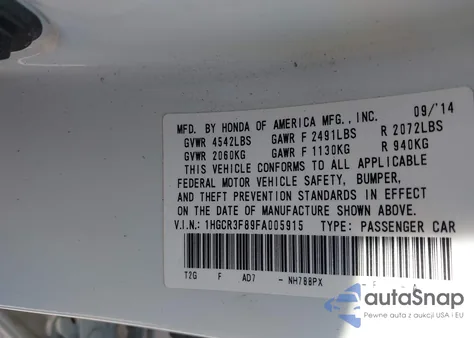 09/'14
MFD. BY HONDA OF AMERICA MFG., INC.
GVWR 4542LBS GAWR F 2491LBS R 2072LBS
GVWR 2060KG GAWR F 1130KG R 940KG
THIS VEHICLE CONFORMS TO ALL APPLICABLE
FEDERAL MOTOR VEHICLE SAFETY, BUMPER,
AND THEFT PREVENTION STANDARDS IN EFFECT
ON THE DATE OF MANUFACTURE SHOWN ABOVE.
V.I.N.: 1HGCR3F89FA005915 TYPE: PASSENGER CAR
T2G F AD7 - NH788PX
autoSnap
Pewne auta z USA i Kanady